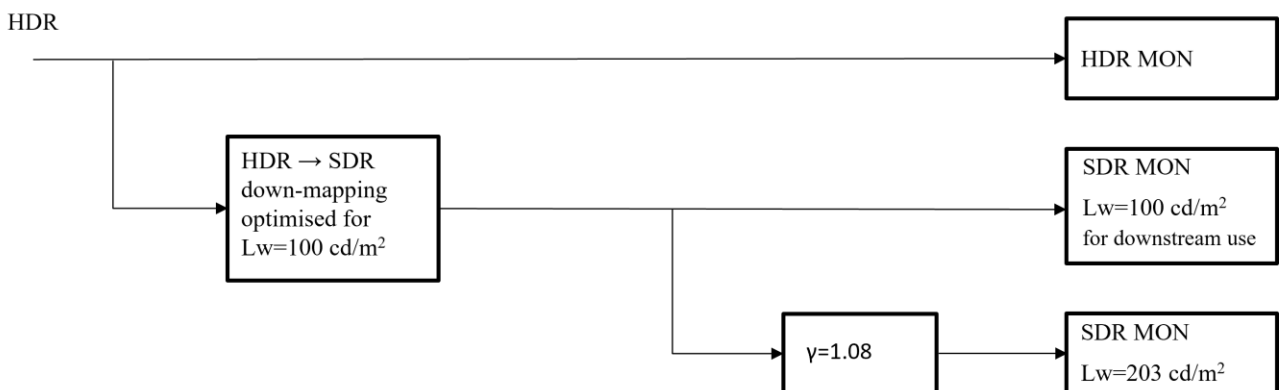 HDR
HDR MON
HDR → SDR
down-mapping
optimised for
Lw=100 cd/m²
SDR MON
Lw=100 cd/m²
for downstream use
γ=1.08
SDR MON
Lw=203 cd/m²